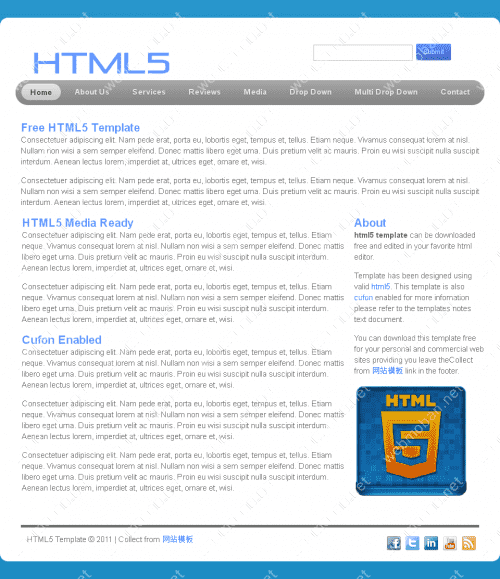 HTML5
Submit
Home About Us Services Reviews Media Drop Down Multi Drop Down Contact
Free HTML5 Template
Consectetuer adipiscing elit. Nam pede erat, porta eu, lobortis eget, tempus et, tellus. Etiam neque. Vivamus consequat lorem at nisl.
Nullam non wisi a sem semper eleifend. Donec mattis libero eget urna. Duis pretium velit ac mauris. Proin eu wisi suscipit nulla suscipit
interdum. Aenean lectus lorem, imperdiet at, ultrices eget, ornare et, wisi.
Consectetuer adipiscing elit. Nam pede erat, porta eu, lobortis eget, tempus et, tellus. Etiam neque. Vivamus consequat lorem at nisl.
Nullam non wisi a sem semper eleifend. Donec mattis libero eget urna. Duis pretium velit ac mauris. Proin eu wisi suscipit nulla suscipit
interdum. Aenean lectus lorem, imperdiet at, ultrices eget, ornare et, wisi.
HTML5 Media Ready
Consectetuer adipiscing elit. Nam pede erat, porta eu, lobortis eget, tempus et, tellus. Etiam
neque. Vivamus consequat lorem at nisl. Nullam non wisi a sem semper eleifend. Donec mattis
libero eget urna. Duis pretium velit ac mauris. Proin eu wisi suscipit nulla suscipit interdum.
Aenean lectus lorem, imperdiet at, ultrices eget, ornare et, wisi.
Consectetuer adipiscing elit. Nam pede erat, porta eu, lobortis eget, tempus et, tellus. Etiam
neque. Vivamus consequat lorem at nisl. Nullam non wisi a sem semper eleifend. Donec mattis
libero eget urna. Duis pretium velit ac mauris. Proin eu wisi suscipit nulla suscipit interdum.
Aenean lectus lorem, imperdiet at, ultrices eget, ornare et, wisi.
Cufon Enabled
Consectetuer adipiscing elit. Nam pede erat, porta eu, lobortis eget, tempus et, tellus. Etiam
neque. Vivamus consequat lorem at nisl. Nullam non wisi a sem semper eleifend. Donec mattis
libero eget urna. Duis pretium velit ac mauris. Proin eu wisi suscipit nulla suscipit interdum.
Aenean lectus lorem, imperdiet at, ultrices eget, ornare et, wisi.
Consectetuer adipiscing elit. Nam pede erat, porta eu, lobortis eget, tempus et, tellus. Etiam
neque. Vivamus consequat lorem at nisl. Nullam non wisi a sem semper eleifend. Donec mattis
libero eget urna. Duis pretium velit ac mauris. Proin eu wisi suscipit nulla suscipit interdum.
Aenean lectus lorem, imperdiet at, ultrices eget, ornare et, wisi.
Consectetuer adipiscing elit. Nam pede erat, porta eu, lobortis eget, tempus et, tellus. Etiam
neque. Vivamus consequat lorem at nisl. Nullam non wisi a sem semper eleifend. Donec mattis
libero eget urna. Duis pretium velit ac mauris. Proin eu wisi suscipit nulla suscipit interdum.
Aenean lectus lorem, imperdiet at, ultrices eget, ornare et, wisi.
About
html5 template can be downloaded
free and edited in your favorite html
editor.
Template has been designed using
valid html5. This template is also
cufun enabled for more infomation
please refer to the templates notes
text document.
You can download this template free
for your personal and commercial web
sites providing you leave theCollect
from 网站模板 link in the footer.
HTML
5
HTML5 Template © 2011 | Collect from 网站模板